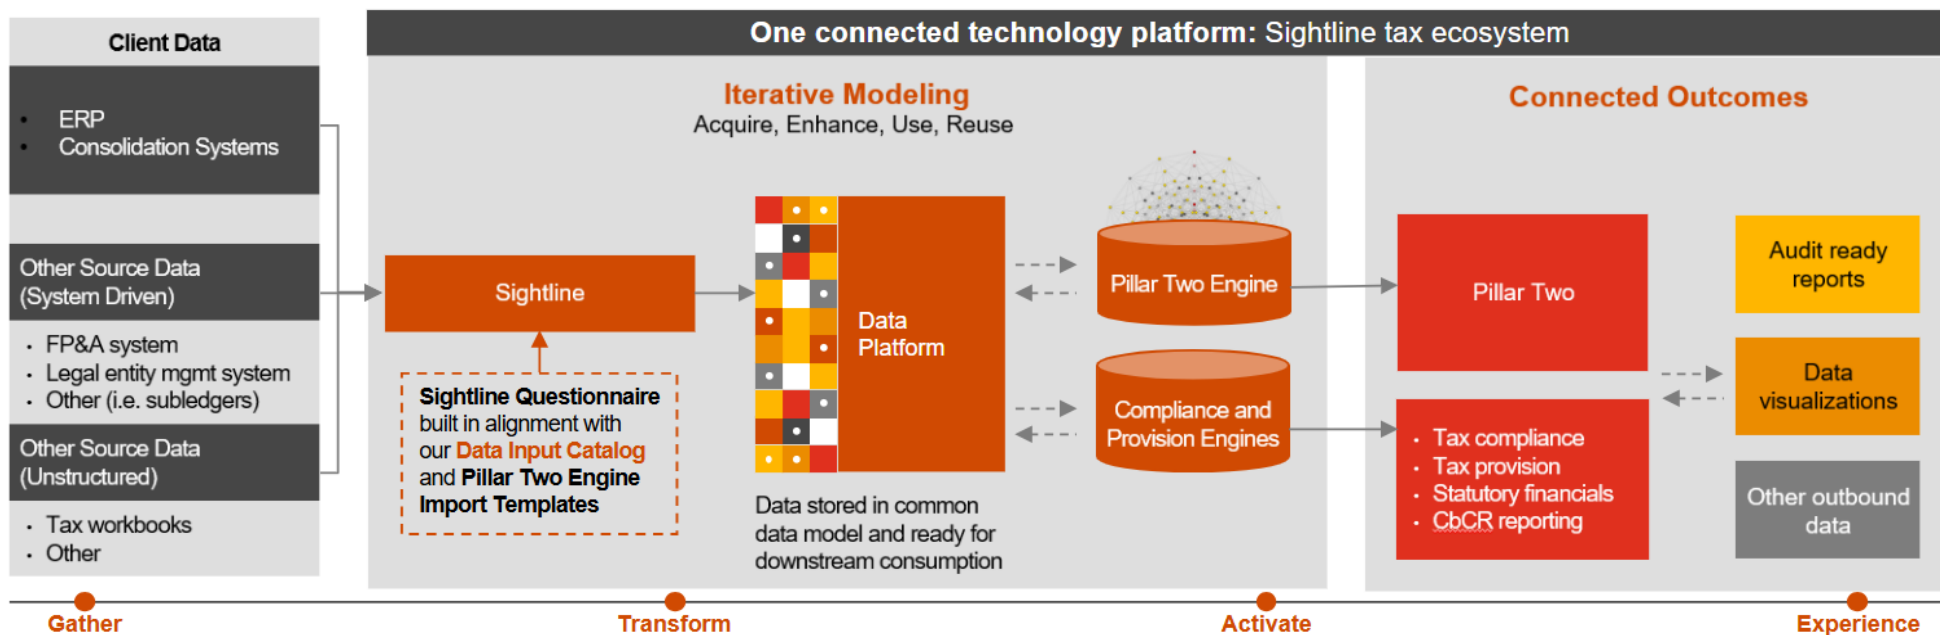 Client Data
• ERP
• Consolidation Systems
Other Source Data
(System Driven)
• FP&A system
• Legal entity mgmt system
• Other (i.e. subledgers)
Other Source Data
(Unstructured)
• Tax workbooks
• Other
One connected technology platform: Sightline tax ecosystem
Iterative Modeling
Acquire, Enhance, Use, Reuse
Sightline
Sightline Questionnaire
built in alignment with
our Data Input Catalog
and Pillar Two Engine
Import Templates
Data
Platform
Data stored in common
data model and ready for
downstream consumption
Pillar Two Engine
Compliance and
Provision Engines
Connected Outcomes
Pillar Two
• Tax compliance
• Tax provision
• Statutory financials
• CbCR reporting
Audit ready
reports
Data
visualizations
Other outbound
data
Gather
Transform
Activate
Experience